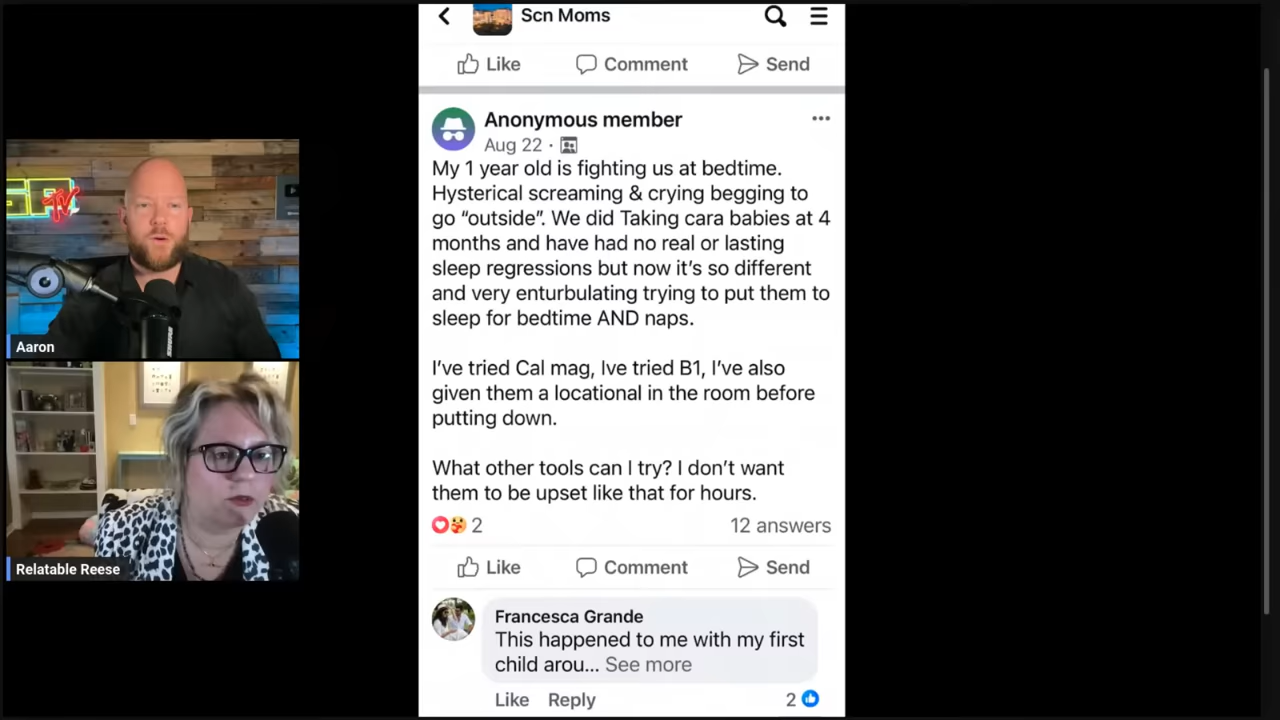 Scn Moms
Like
Comment
Send
Anonymous member
Aug 22 ·
My 1 year old is fighting us at bedtime.
Hysterical screaming & crying begging to
go “outside”. We did Taking cara babies at 4
months and have had no real or lasting
sleep regressions but now it’s so different
and very enturbulating trying to put them to
sleep for bedtime AND naps.
I’ve tried Cal mag, Ive tried B1, I’ve also
given them a locational in the room before
putting down.
What other tools can I try? I don’t want
them to be upset like that for hours.
2
12 answers
Like
Comment
Send
Francesca Grande
This happened to me with my first
child arou... See more
Like
Reply
2
TV
Aaron
Relatable Reese